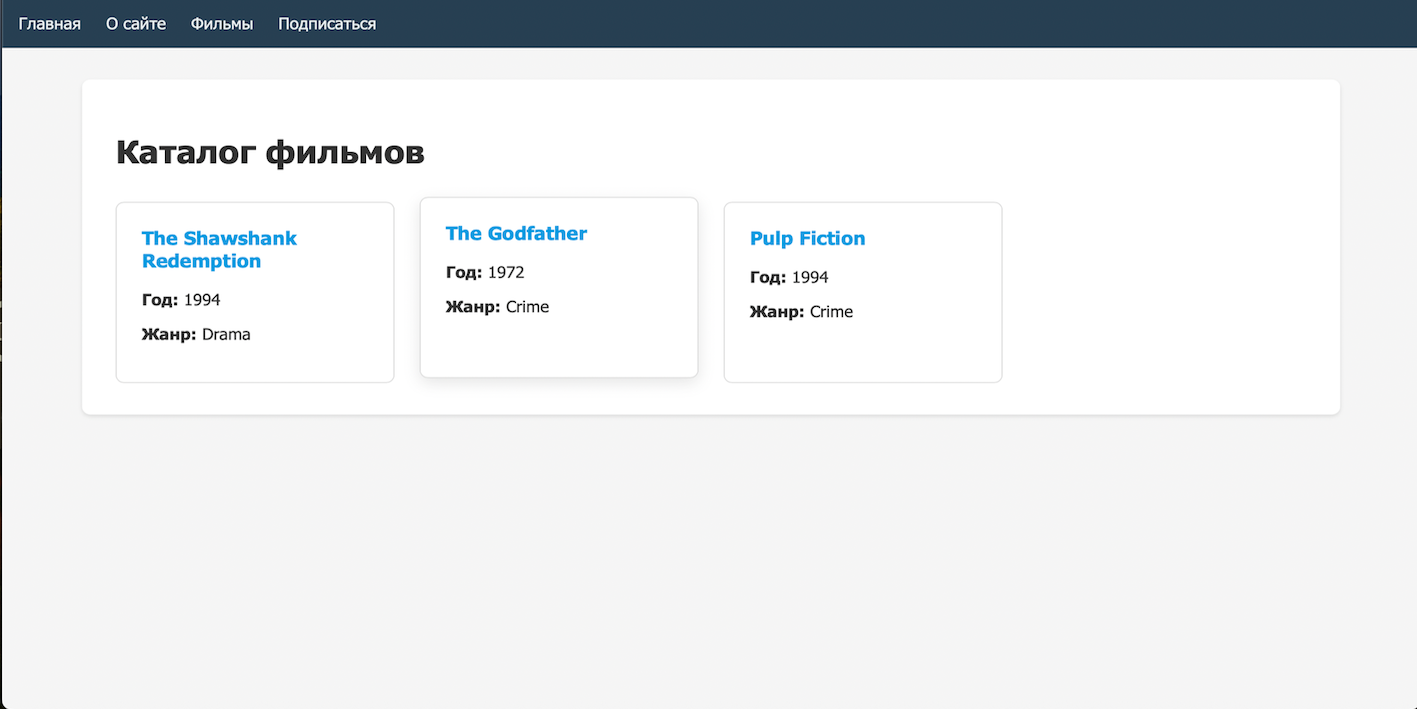 Главная О сайте Фильмы Подписаться
Каталог фильмов
The Shawshank
Redemption
Год: 1994
Жанр: Drama
The Godfather
Год: 1972
Жанр: Crime
Pulp Fiction
Год: 1994
Жанр: Crime